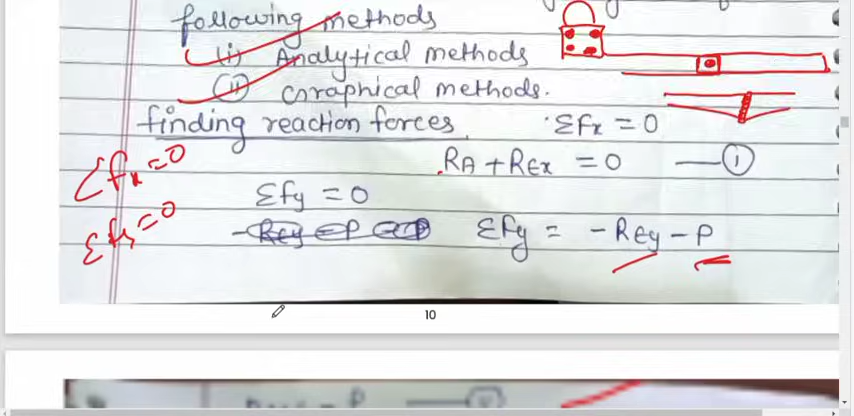 following methods
(i) Analytical methods
(ii) Graphical methods.
finding reaction forces. ΣFx = 0
RA + REx = 0 —— ①
Σfx = 0
Σfy = 0
Σfy = 0
ΣFy = - REy - P
10